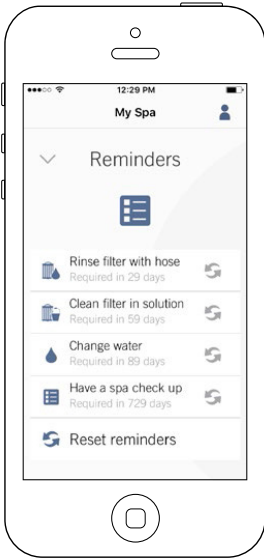 12:29 PM
My Spa
Reminders
Rinse filter with hose
Required in 29 days
Clean filter in solution
Required in 59 days
Change water
Required in 89 days
Have a spa check up
Required in 729 days
Reset reminders